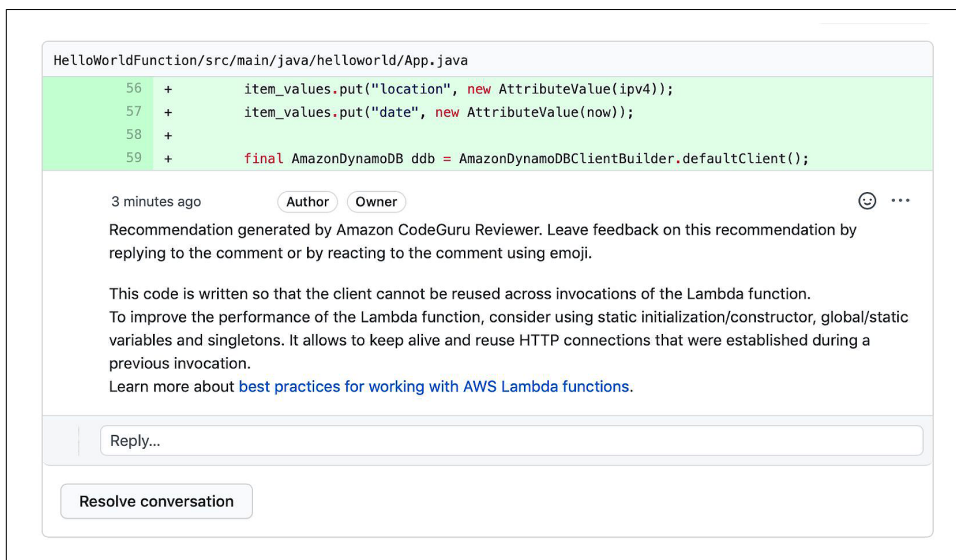 HelloWorldFunction/src/main/java/helloworld/App.java
56 + item_values.put("location", new AttributeValue(ipv4));
57 + item_values.put("date", new AttributeValue(now));
58 +
59 + final AmazonDynamoDB ddb = AmazonDynamoDBClientBuilder.defaultClient();
3 minutes ago Author Owner
Recommendation generated by Amazon CodeGuru Reviewer. Leave feedback on this recommendation by
replying to the comment or by reacting to the comment using emoji.
This code is written so that the client cannot be reused across invocations of the Lambda function.
To improve the performance of the Lambda function, consider using static initialization/constructor, global/static
variables and singletons. It allows to keep alive and reuse HTTP connections that were established during a
previous invocation.
Learn more about best practices for working with AWS Lambda functions.
Reply...
Resolve conversation